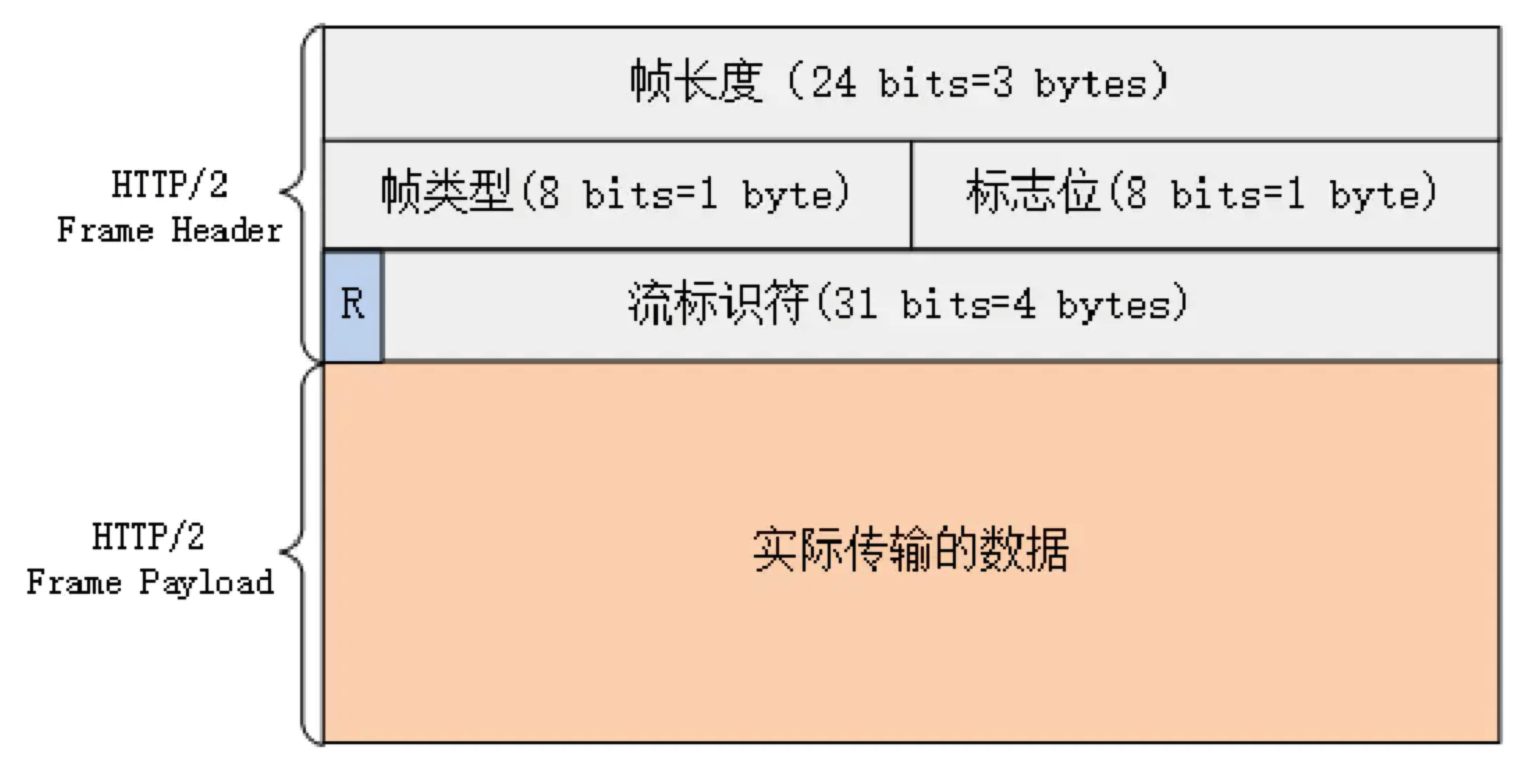 帧长度（24 bits=3 bytes）
HTTP/2
Frame Header
帧类型(8 bits=1 byte)
标志位(8 bits=1 byte)
R
流标识符(31 bits=4 bytes)
HTTP/2
Frame Payload
实际传输的数据